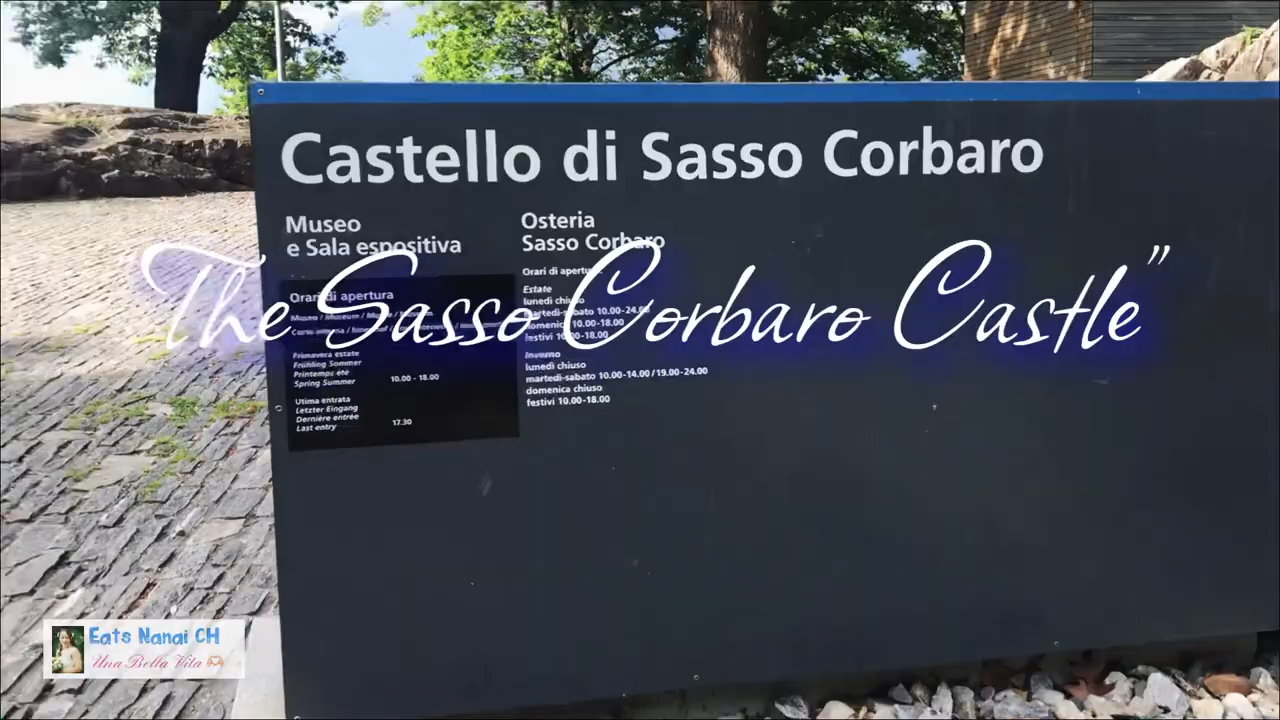 Castello di Sasso Corbaro
Museo
e Sala espositiva
Orari di apertura
Primavera estate
Frühling Sommer
Printemps été
Spring Summer
10.00 - 18.00
Utima entrata
Letzter Eingang
Dernière entrée
Last entry
17.30
Osteria
Sasso Corbaro
Orari di apertura
Estate
lunedì chiuso
martedì-sabato 10.00-24.00
domenica 10.00-18.00
festivi 10.00-18.00
Inverno
lunedì chiuso
martedì-sabato 10.00-14.00 / 19.00-24.00
domenica chiuso
festivi 10.00-18.00
The Sasso Corbaro Castle"
Eats Nanai CH
Una Bella Vita